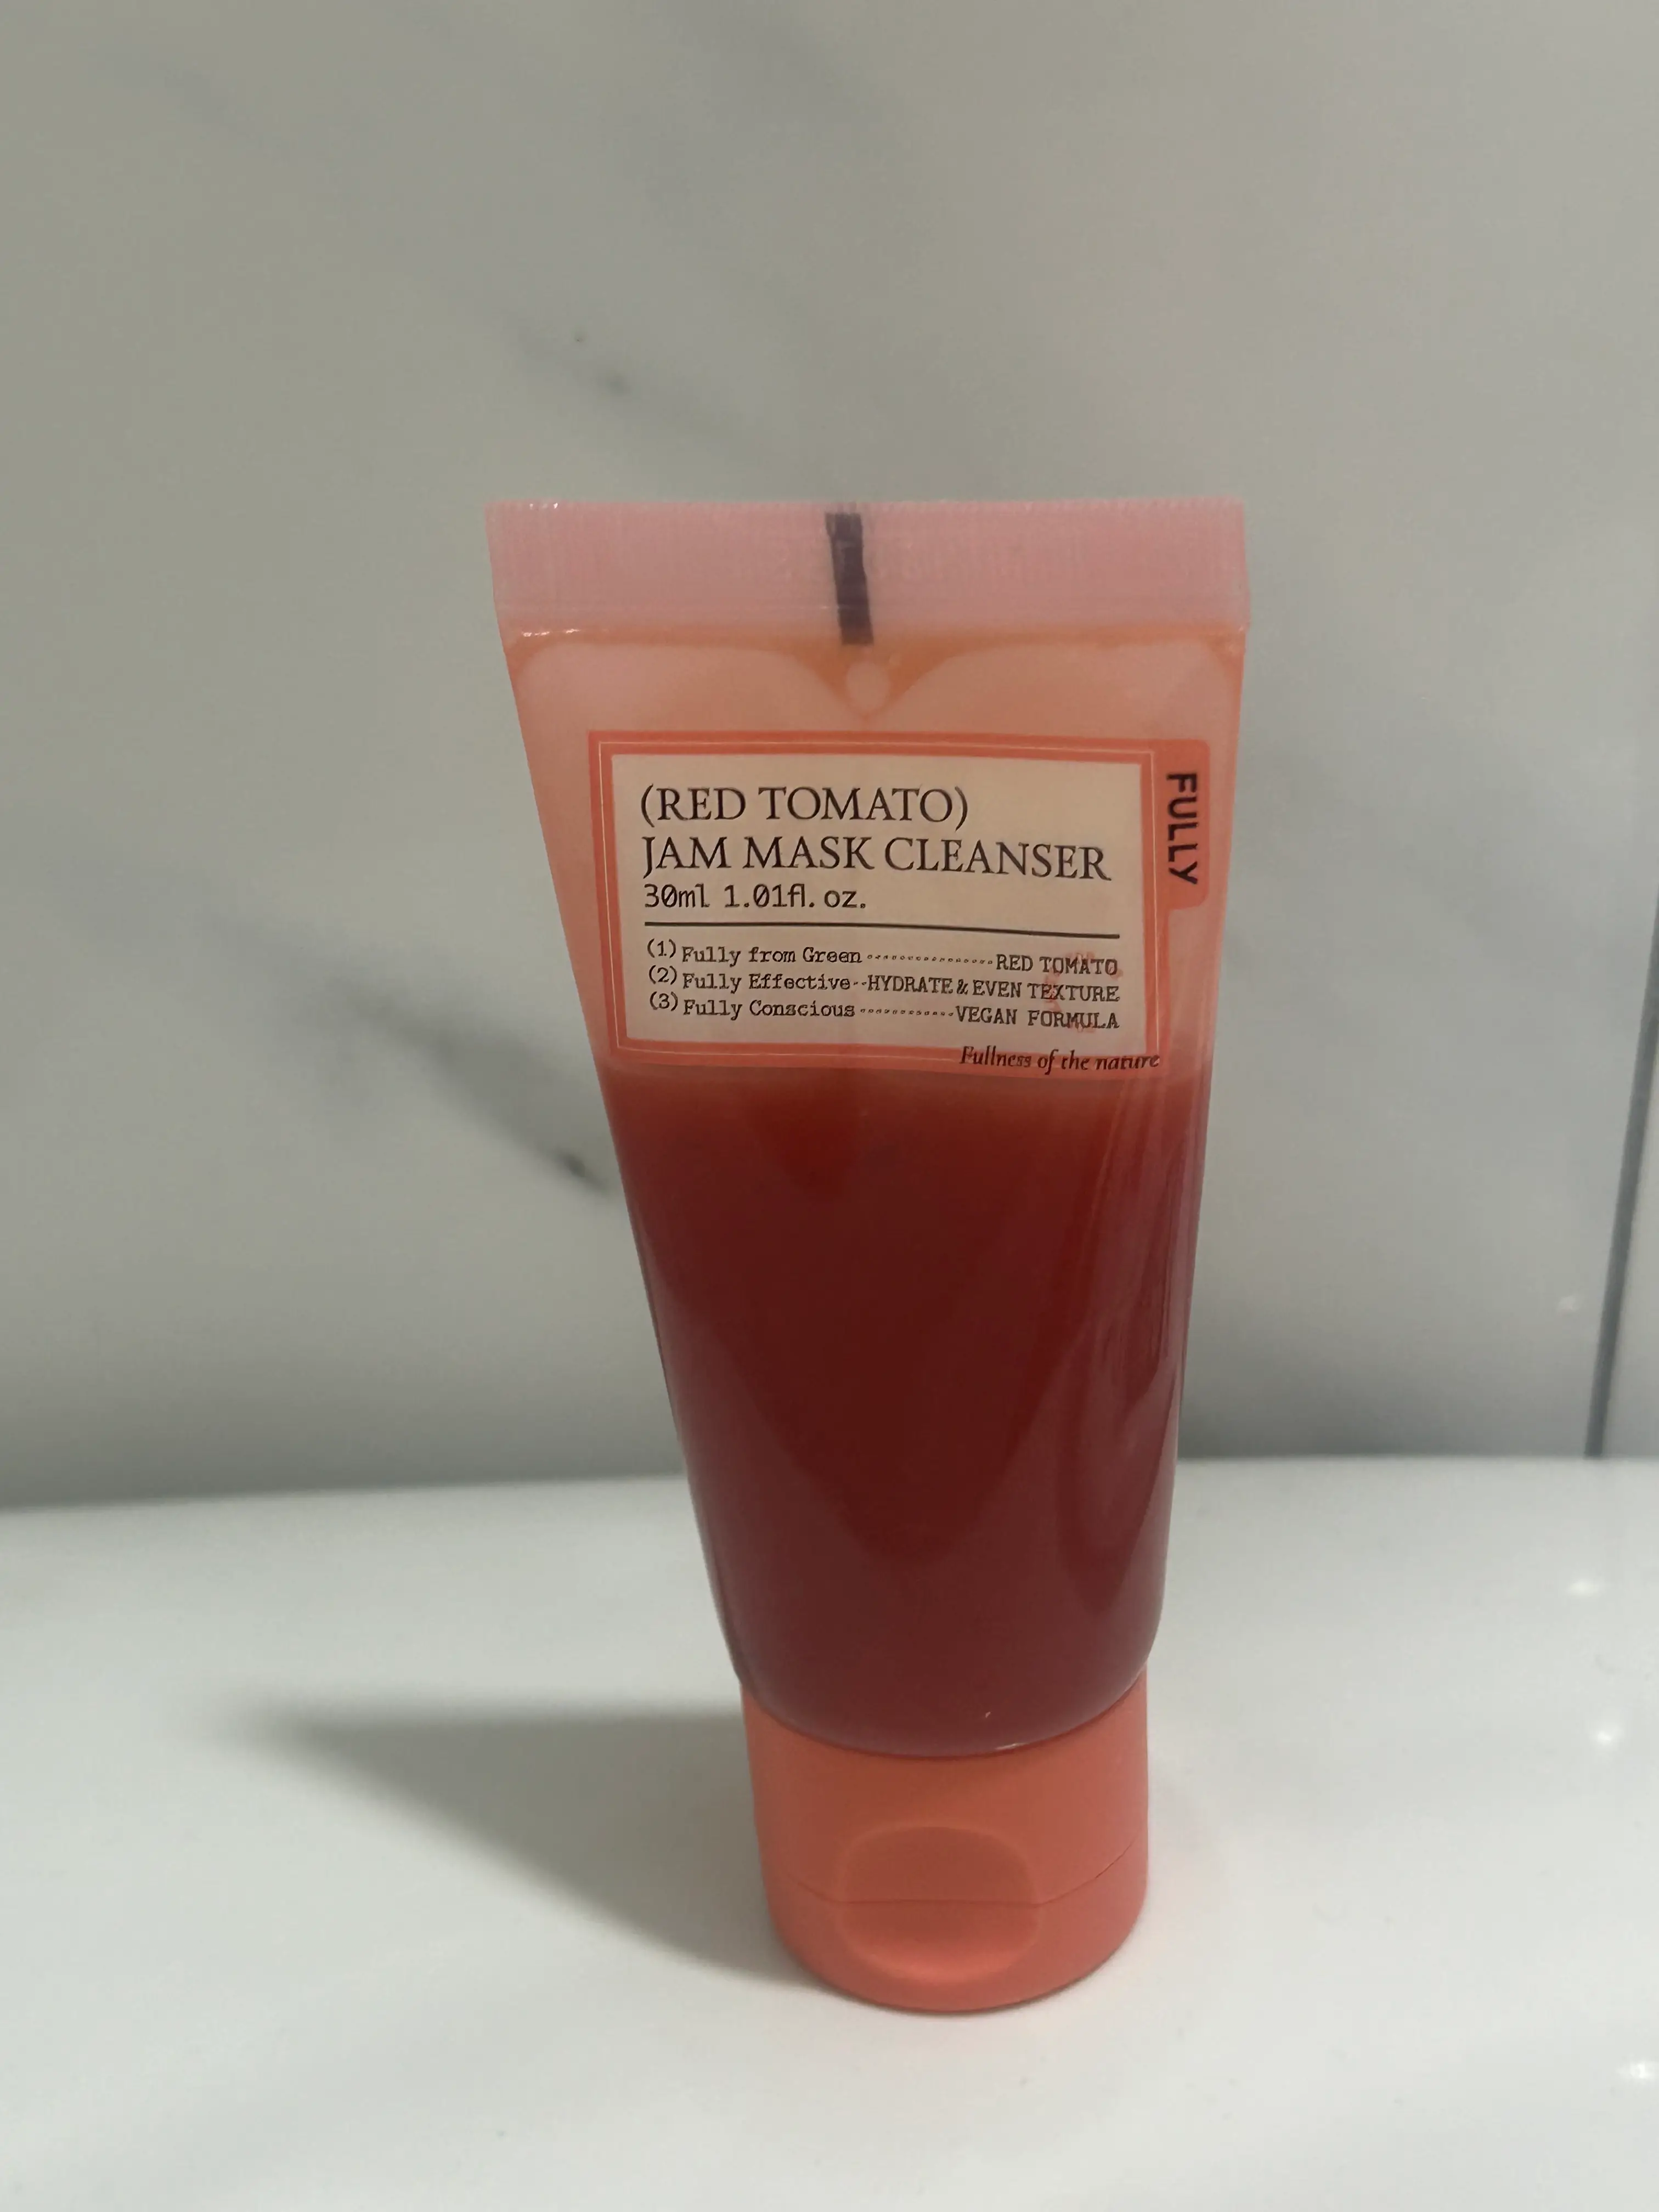 (RED TOMATO)
JAM MASK CLEANSER
30ml 1.01fl. oz.
(1) Fully from Green ················ RED TOMATO
(2) Fully Effective ·· HYDRATE & EVEN TEXTURE
(3) Fully Conscious ············ VEGAN FORMULA
Fullness of the nature
FULLY